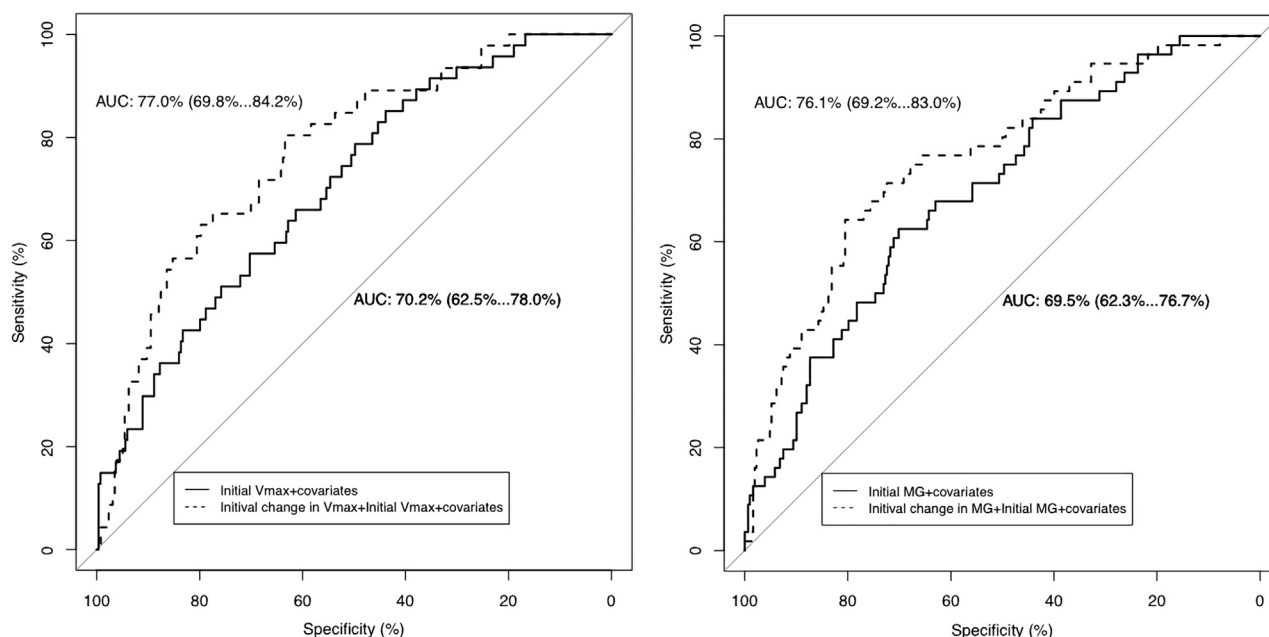 100
80
60
40
20
0
Sensitivity (%)
AUC: 77.0% (69.8%...84.2%)
AUC: 70.2% (62.5%...78.0%)
Initial Vmax+covariates
Initival change in Vmax+Initial Vmax+covariates
100 80 60 40 20 0
Specificity (%)
100
80
60
40
20
0
Sensitivity (%)
AUC: 76.1% (69.2%...83.0%)
AUC: 69.5% (62.3%...76.7%)
Initial MG+covariates
Initival change in MG+Initial MG+covariates
100 80 60 40 20 0
Specificity (%)